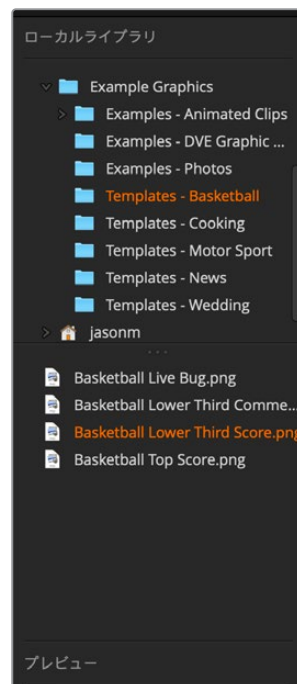 ローカルライブラリ
Example Graphics
Examples - Animated Clips
Examples - DVE Graphic ...
Examples - Photos
Templates - Basketball
Templates - Cooking
Templates - Motor Sport
Templates - News
Templates - Wedding
jasonm
Basketball Live Bug.png
Basketball Lower Third Comme...
Basketball Lower Third Score.png
Basketball Top Score.png
プレビュー